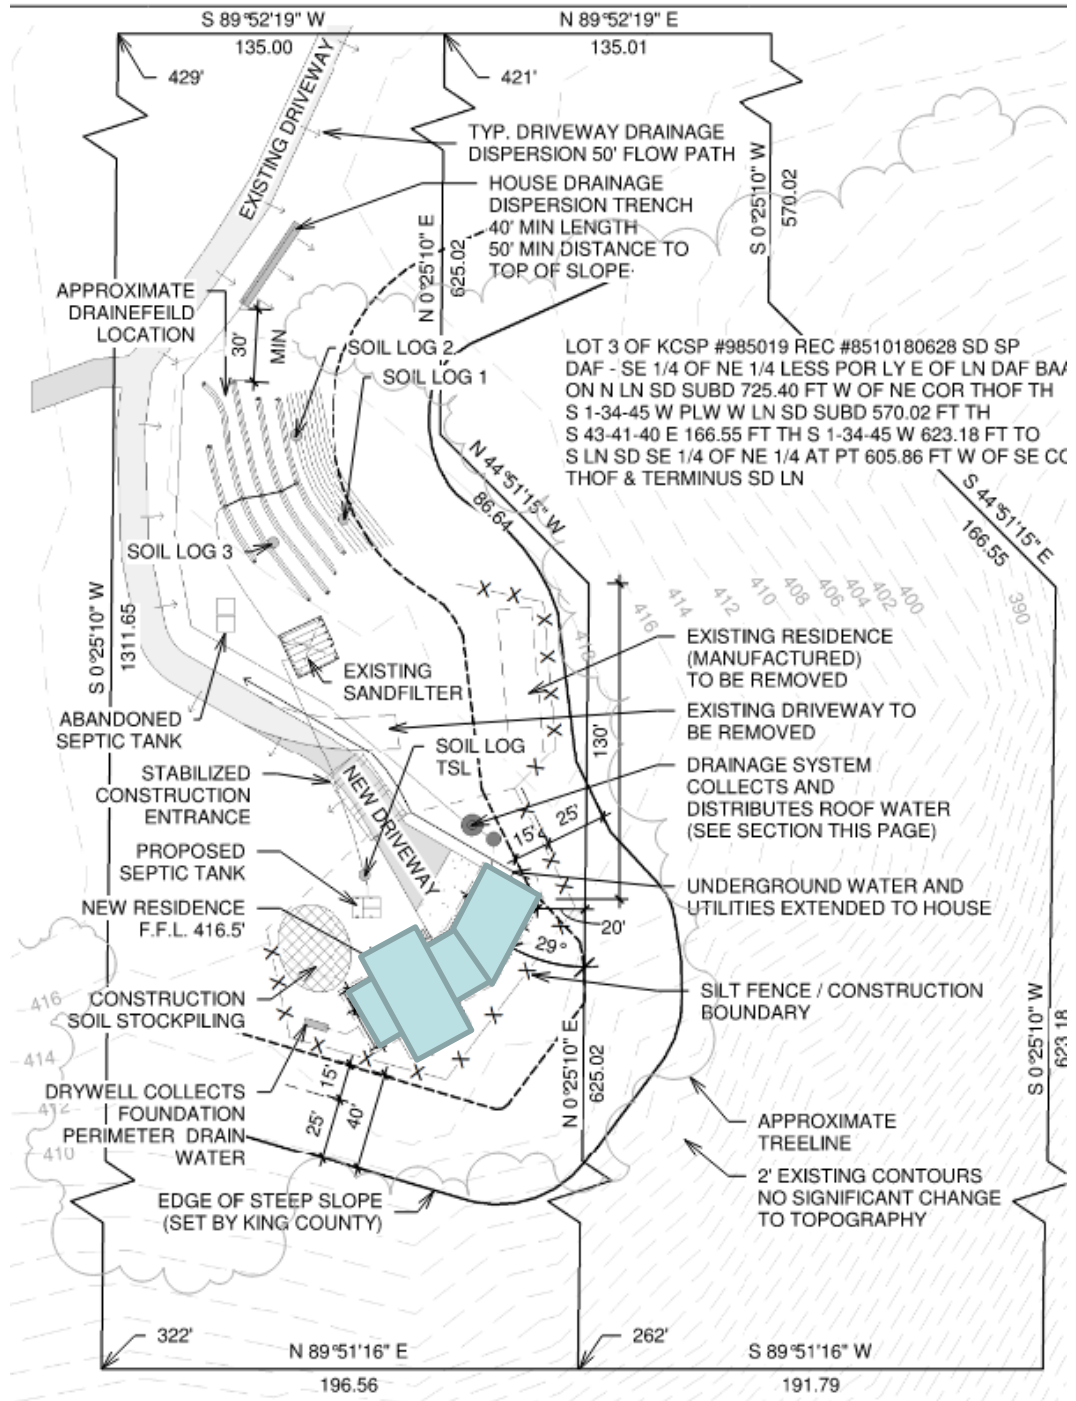 S 89°52'19" W
N 89°52'19" E
135.00
135.01
429'
421'
EXISTING DRIVEWAY
TYP. DRIVEWAY DRAINAGE
DISPERSION 50' FLOW PATH
HOUSE DRAINAGE
DISPERSION TRENCH
40' MIN LENGTH
50' MIN DISTANCE TO
TOP OF SLOPE
S 0°25'10" W
570.02
N 0°25'10" E
625.02
APPROXIMATE
DRAINEFEILD
LOCATION
30'
MIN
SOIL LOG 2
SOIL LOG 1
LOT 3 OF KCSP #985019 REC #8510180628 SD SP
DAF - SE 1/4 OF NE 1/4 LESS POR LY E OF LN DAF BAA
ON N LN SD SUBD 725.40 FT W OF NE COR THOF TH
S 1-34-45 W PLW W LN SD SUBD 570.02 FT TH
S 43-41-40 E 166.55 FT TH S 1-34-45 W 623.18 FT TO
S LN SD SE 1/4 OF NE 1/4 AT PT 605.86 FT W OF SE CO
THOF & TERMINUS SD LN
N 44°51'15" W
86.64
S 44°51'15" E
166.55
SOIL LOG 3
S 0°25'10" W
1311.65
418
416
414
412
410
408
406
404
402
400
390
EXISTING
SANDFILTER
EXISTING RESIDENCE
(MANUFACTURED)
TO BE REMOVED
ABANDONED
SEPTIC TANK
EXISTING DRIVEWAY TO
BE REMOVED
SOIL LOG
TSL
130'
STABILIZED
CONSTRUCTION
ENTRANCE
NEW DRIVEWAY
DRAINAGE SYSTEM
COLLECTS AND
DISTRIBUTES ROOF WATER
(SEE SECTION THIS PAGE)
15'
25'
PROPOSED
SEPTIC TANK
UNDERGROUND WATER AND
UTILITIES EXTENDED TO HOUSE
NEW RESIDENCE
F.F.L. 416.5'
20'
29°
CONSTRUCTION
SOIL STOCKPILING
SILT FENCE / CONSTRUCTION
BOUNDARY
416
414
412
410
N 0°25'10" E
625.02
S 0°25'10" W
623.18
DRYWELL COLLECTS
FOUNDATION
PERIMETER DRAIN
WATER
15'
25'
40'
APPROXIMATE
TREELINE
EDGE OF STEEP SLOPE
(SET BY KING COUNTY)
2' EXISTING CONTOURS
NO SIGNIFICANT CHANGE
TO TOPOGRAPHY
322'
262'
N 89°51'16" E
S 89°51'16" W
196.56
191.79